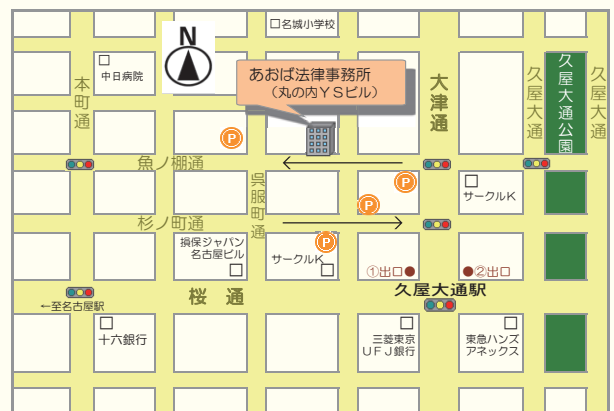 名城小学校
N
中日病院
あおば法律事務所
（丸の内ＹＳビル）
本町通
大津通
久屋大通
久屋大通公園
久屋大通
P
魚ノ棚通
呉服町通
P
P
サークルK
杉ノ町通
損保ジャパン
名古屋ビル
サークルK
P
①出口
②出口
久屋大通駅
桜　通
←至名古屋駅
十六銀行
三菱東京
ＵＦＪ銀行
東急ハンズ
アネックス